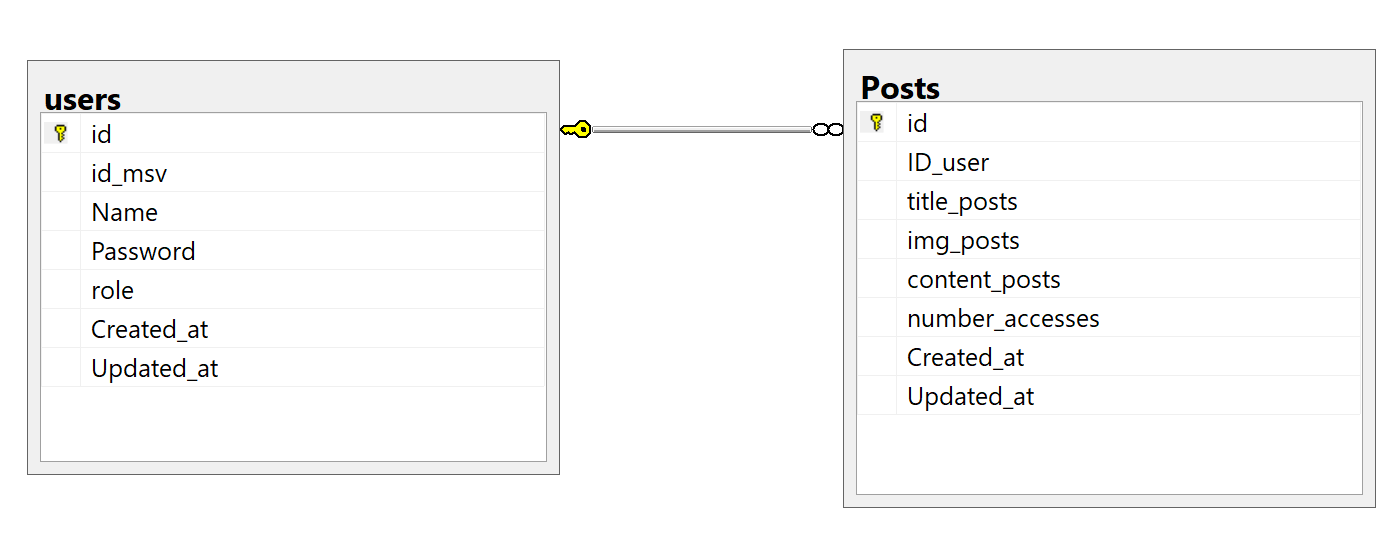 users
id
id_msv
Name
Password
role
Created_at
Updated_at
Posts
id
ID_user
title_posts
img_posts
content_posts
number_accesses
Created_at
Updated_at